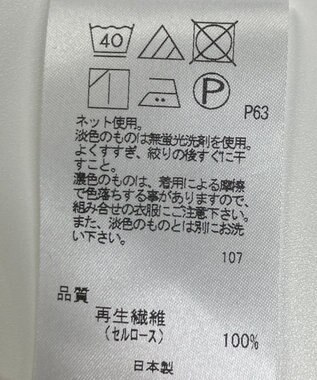 40
P
P63
ネット使用。
淡色のものは無蛍光洗剤を使用。
よくすすぎ、絞りの後すぐに干
すこと。
濃色のものは、着用による摩擦
で色落ちする事がありますので、
組み合せの衣服にご注意下さい。
また、淡色のものとは別にお洗
い下さい。
107
品質
再生繊維
(セルロース) 100%
日本製